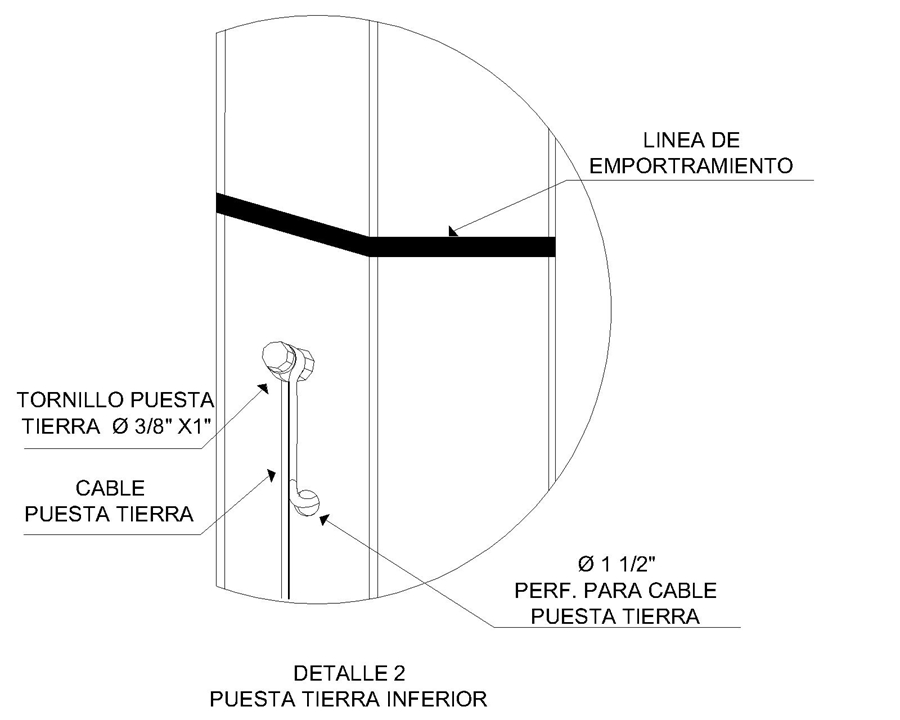 LINEA DE
EMPORTRAMIENTO
TORNILLO PUESTA
TIERRA Ø 3/8" X1"
CABLE
PUESTA TIERRA
Ø 1 1/2"
PERF. PARA CABLE
PUESTA TIERRA
DETALLE 2
PUESTA TIERRA INFERIOR